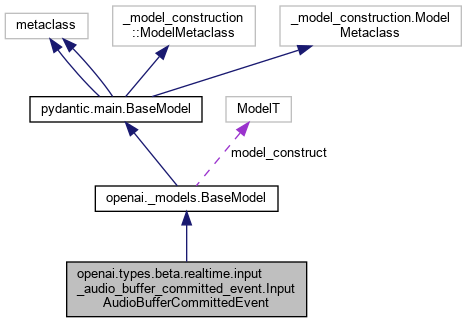 metaclass
_model_construction
::ModelMetaclass
_model_construction.Model
Metaclass
pydantic.main.BaseModel
ModelT
model_construct
openai._models.BaseModel
openai.types.beta.realtime.input
_audio_buffer_committed_event.Input
AudioBufferCommittedEvent